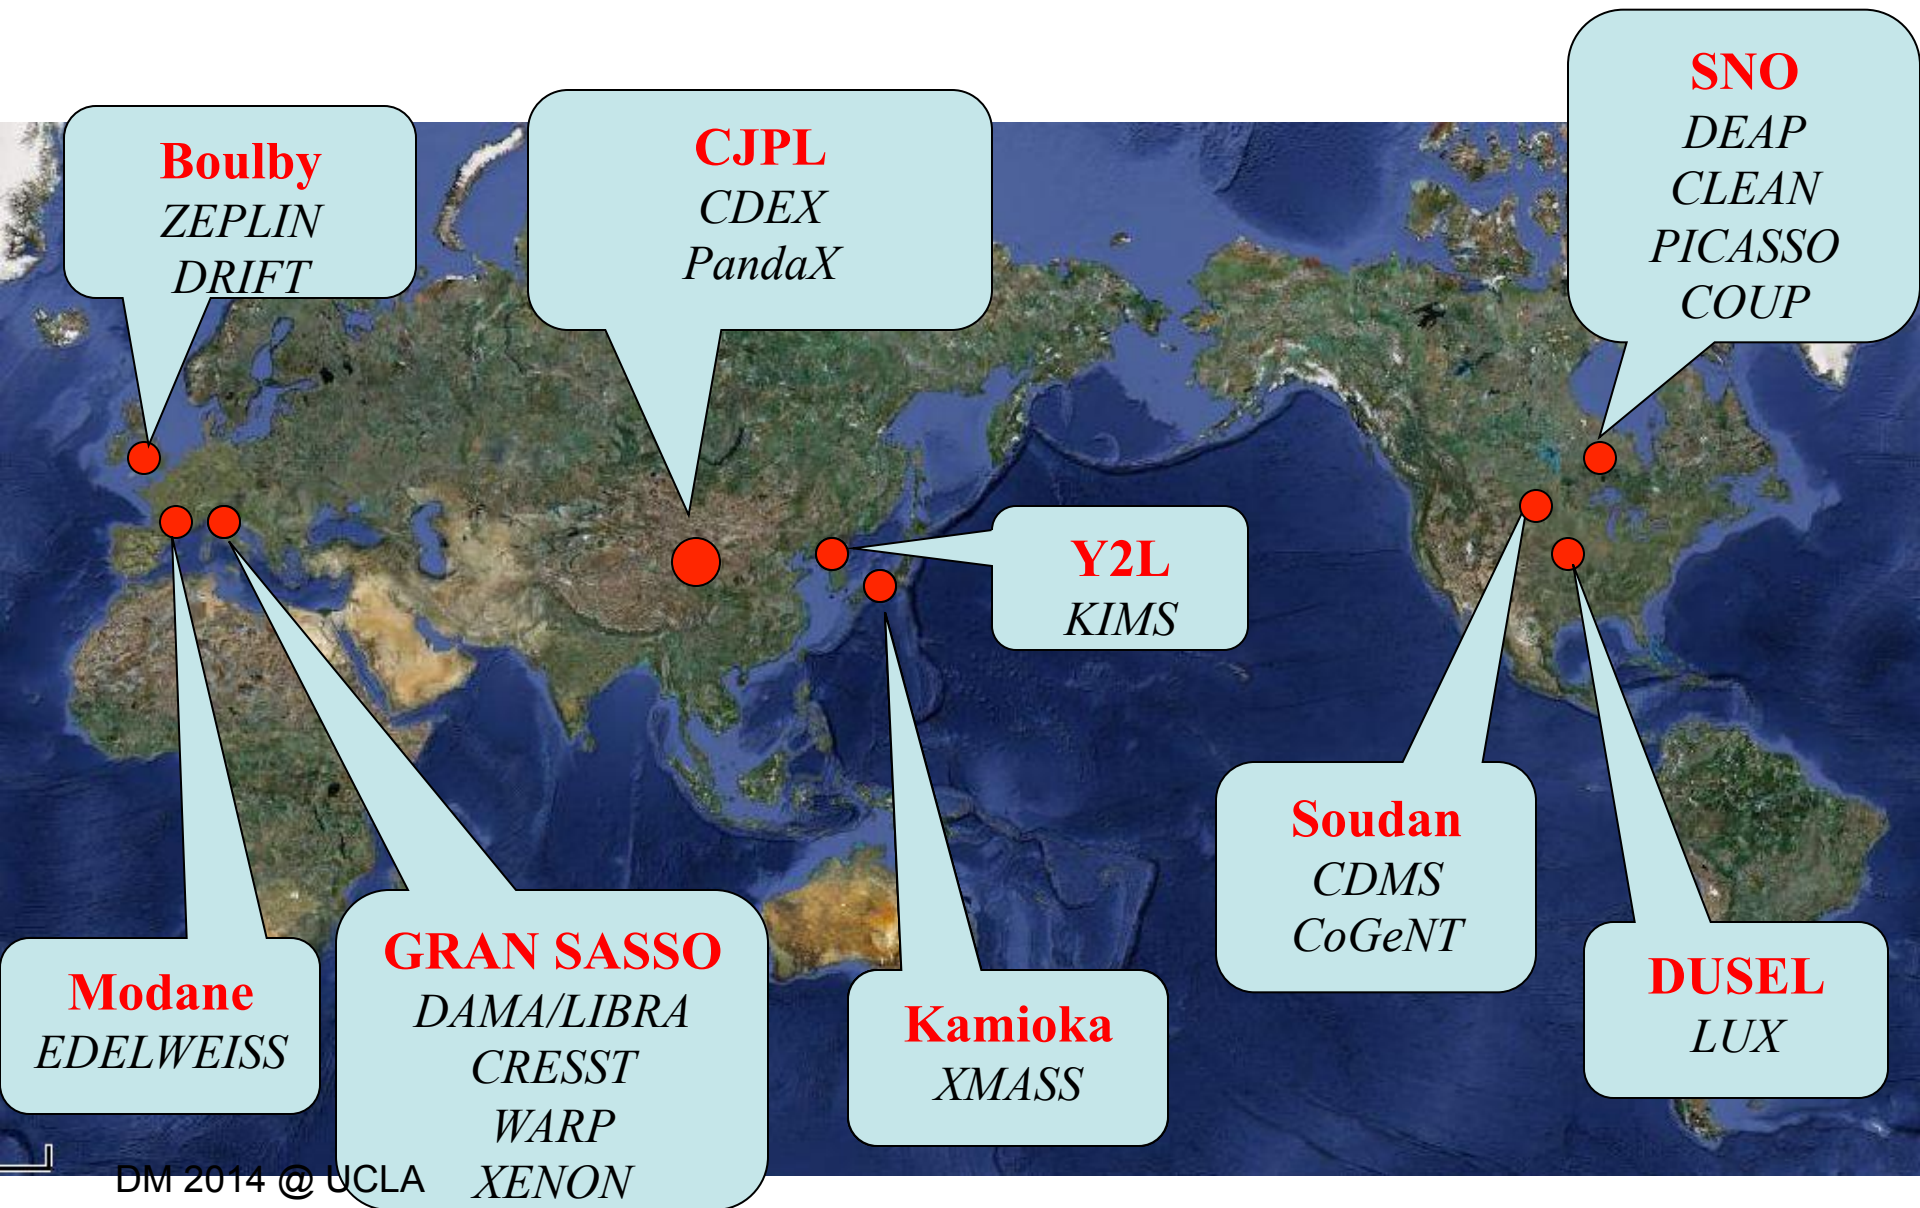 SNO
DEAP
CLEAN
PICASSO
COUP
CJPL
CDEX
PandaX
Boulby
ZEPLIN
DRIFT
Y2L
KIMS
Soudan
CDMS
CoGeNT
GRAN SASSO
DAMA/LIBRA
CRESST
WARP
XENON
Modane
EDELWEISS
Kamioka
XMASS
DUSEL
LUX
DM 2014 @ UCLA